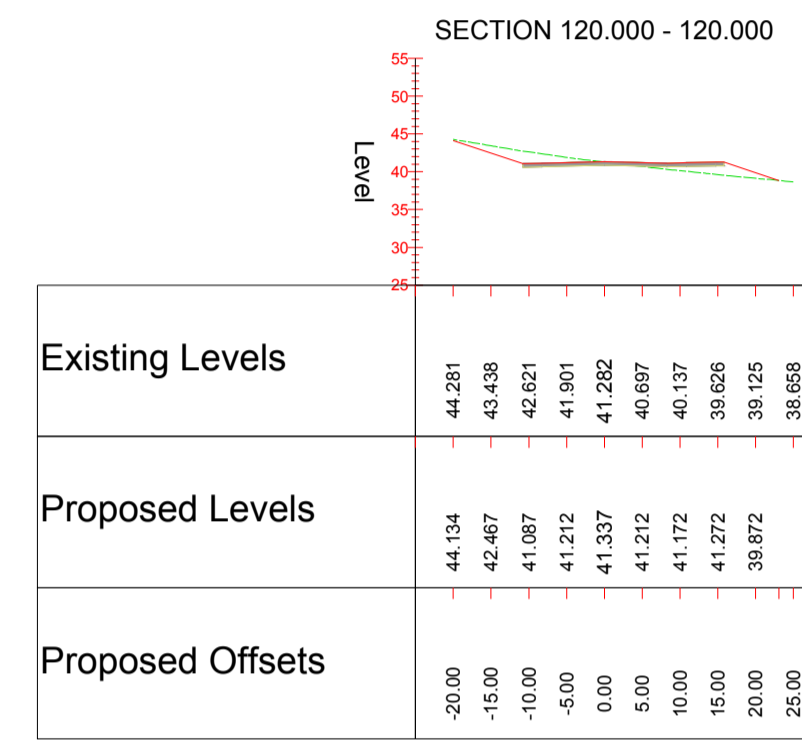 SECTION 120.000 - 120.000
55
50
45
40
35
30
25
Level
Existing Levels
44.281 43.438 42.621 41.901 41.282 40.697 40.137 39.626 39.125 38.658
Proposed Levels
44.134 42.467 41.087 41.212 41.337 41.212 41.172 41.272 39.872
Proposed Offsets
-20.00 -15.00 -10.00 -5.00 0.00 5.00 10.00 15.00 20.00 25.00